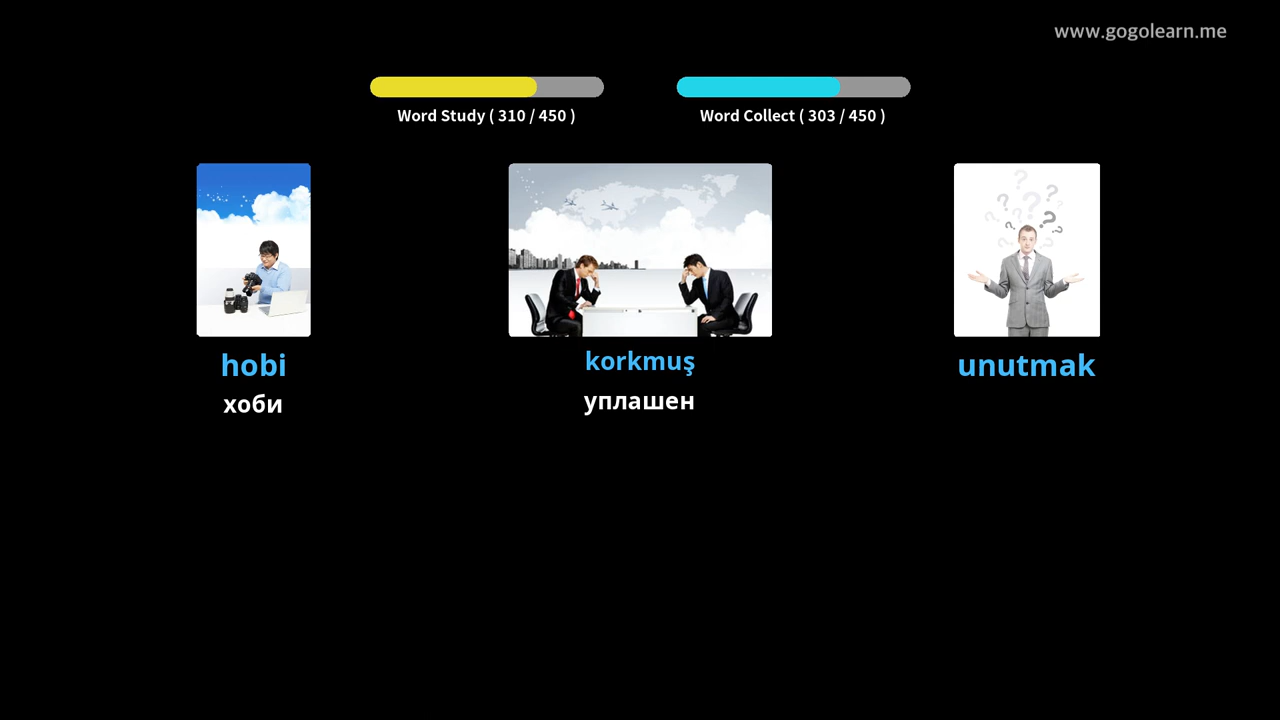 www.gogolearn.me
Word Study ( 310 / 450 )
Word Collect ( 303 / 450 )
hobi
хоби
korkmuş
уплашен
unutmak